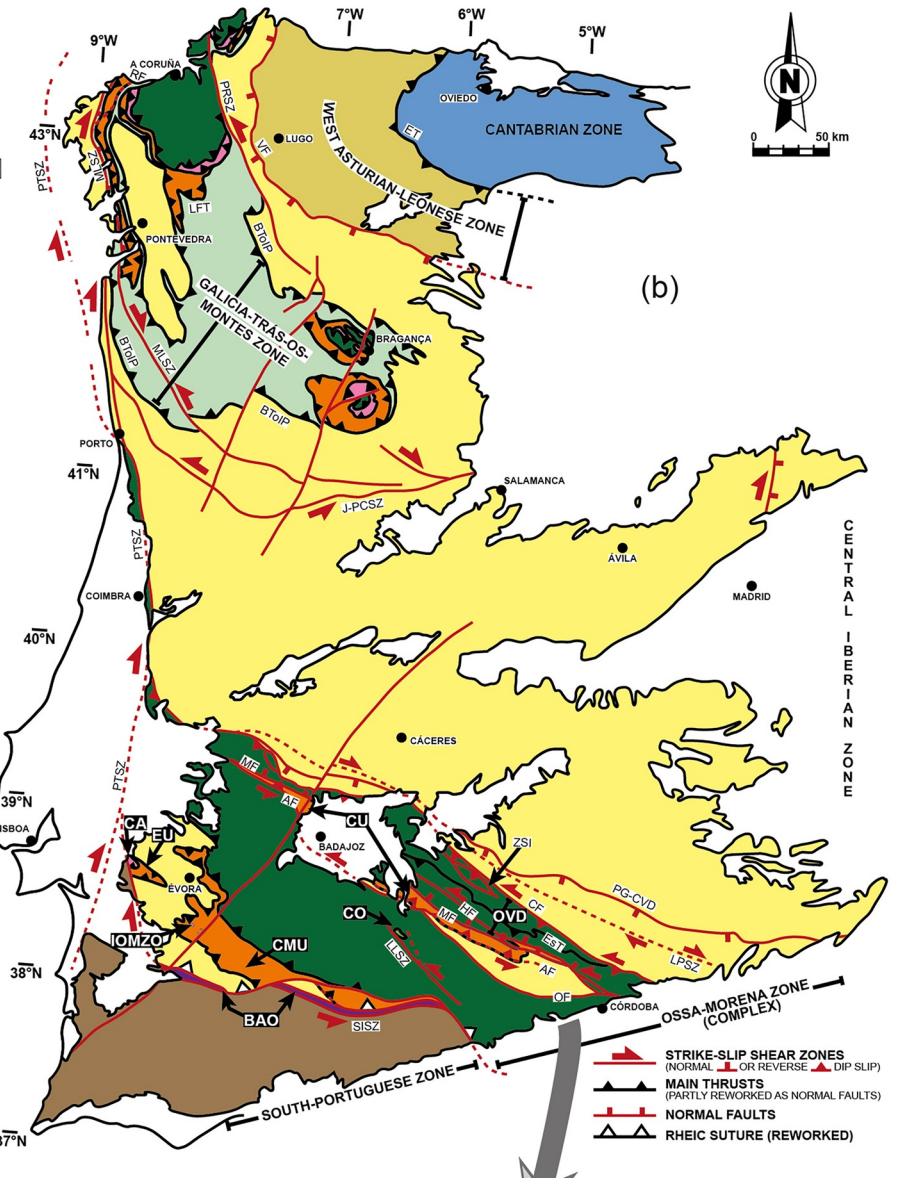 9°W
7°W
6°W
5°W
A CORUÑA
RF
N
0
50 km
OVIEDO
CANTABRIAN ZONE
ET
WEST ASTURIAN-LEONESE ZONE
PRSZ
VF
LUGO
43°N
MLSZ
PTSZ
LFT
PONTEVEDRA
BToIP
(b)
GALICIA-TRÁS-OS-
MONTES ZONE
BRAGANÇA
BToIP
MLSZ
BToIP
PORTO
41°N
J-PCSZ
SALAMANCA
PTSZ
ÁVILA
MADRID
CENTRAL IBERIAN ZONE
COIMBRA
40°N
CÁCERES
PTSZ
39°N
ISBOA
MF
AF
CU
BADAJOZ
CA
EU
ÉVORA
ZSI
PG-CVD
CF
HF
OVD
MF
EsT
LPSZ
CO
LLSZ
AF
OF
IOMZO
CMU
38°N
BAO
SISZ
CÓRDOBA
OSSA-MORENA ZONE
(COMPLEX)
SOUTH-PORTUGUESE ZONE
37°N
STRIKE-SLIP SHEAR ZONES
(NORMAL OR REVERSE DIP SLIP)
MAIN THRUSTS
(PARTLY REWORKED AS NORMAL FAULTS)
NORMAL FAULTS
RHEIC SUTURE (REWORKED)